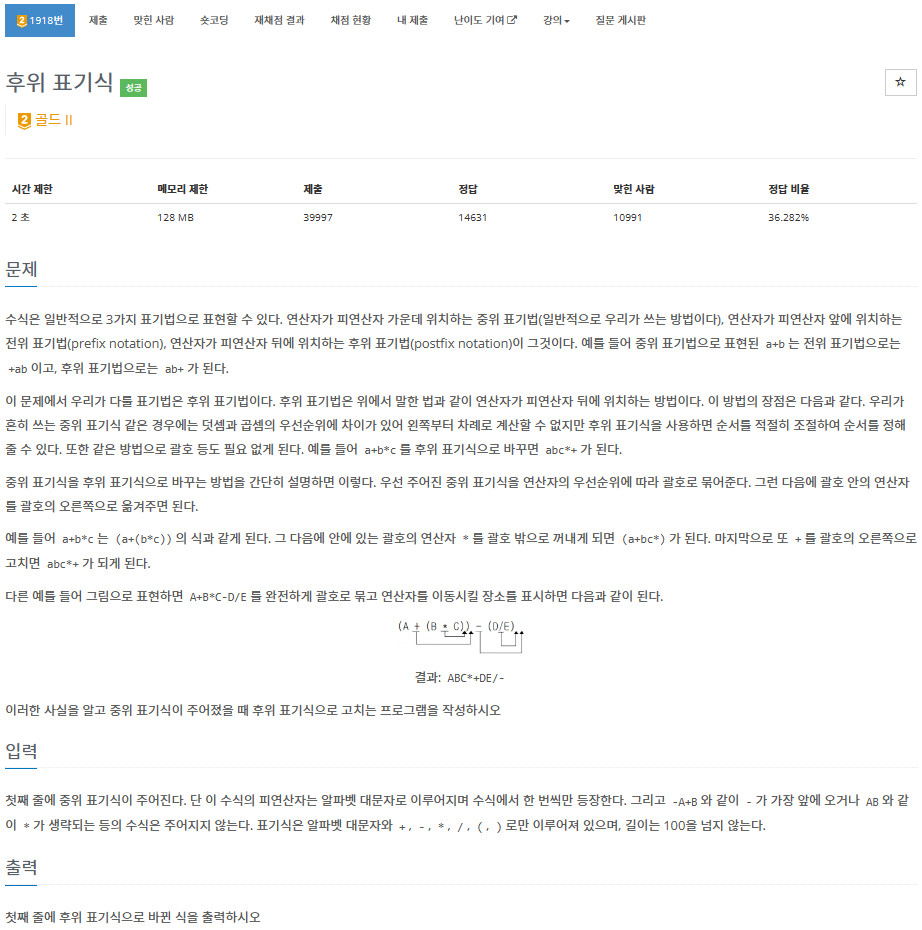 2 1918번 제출 맞힌 사람 숏코딩 재채점 결과 채점 현황 내 제출 난이도 기여 강의 질문 게시판
후위 표기식 성공
☆
2 골드 II
시간 제한 메모리 제한 제출 정답 맞힌 사람 정답 비율
2 초 128 MB 39997 14631 10991 36.282%
문제
수식은 일반적으로 3가지 표기법으로 표현할 수 있다. 연산자가 피연산자 가운데 위치하는 중위 표기법(일반적으로 우리가 쓰는 방법이다), 연산자가 피연산자 앞에 위치하는
전위 표기법(prefix notation), 연산자가 피연산자 뒤에 위치하는 후위 표기법(postfix notation)이 그것이다. 예를 들어 중위 표기법으로 표현된 a+b 는 전위 표기법으로는
+ab 이고, 후위 표기법으로는 ab+ 가 된다.
이 문제에서 우리가 다룰 표기법은 후위 표기법이다. 후위 표기법은 위에서 말한 법과 같이 연산자가 피연산자 뒤에 위치하는 방법이다. 이 방법의 장점은 다음과 같다. 우리가
흔히 쓰는 중위 표기식 같은 경우에는 덧셈과 곱셈의 우선순위에 차이가 있어 왼쪽부터 차례로 계산할 수 없지만 후위 표기식을 사용하면 순서를 적절히 조절하여 순서를 정해
줄 수 있다. 또한 같은 방법으로 괄호 등도 필요 없게 된다. 예를 들어 a+b*c 를 후위 표기식으로 바꾸면 abc*+ 가 된다.
중위 표기식을 후위 표기식으로 바꾸는 방법을 간단히 설명하면 이렇다. 우선 주어진 중위 표기식을 연산자의 우선순위에 따라 괄호로 묶어준다. 그런 다음에 괄호 안의 연산자
를 괄호의 오른쪽으로 옮겨주면 된다.
예를 들어 a+b*c 는 (a+(b*c)) 의 식과 같게 된다. 그 다음에 안에 있는 괄호의 연산자 * 를 괄호 밖으로 꺼내게 되면 (a+bc*) 가 된다. 마지막으로 또 + 를 괄호의 오른쪽으로
고치면 abc*+ 가 되게 된다.
다른 예를 들어 그림으로 표현하면 A+B*C-D/E 를 완전하게 괄호로 묶고 연산자를 이동시킬 장소를 표시하면 다음과 같이 된다.
(A + (B * C)) - (D/E)
결과: ABC*+DE/-
이러한 사실을 알고 중위 표기식이 주어졌을 때 후위 표기식으로 고치는 프로그램을 작성하시오
입력
첫째 줄에 중위 표기식이 주어진다. 단 이 수식의 피연산자는 알파벳 대문자로 이루어지며 수식에서 한 번씩만 등장한다. 그리고 -A+B 와 같이 - 가 가장 앞에 오거나 AB 와 같
이 * 가 생략되는 등의 수식은 주어지지 않는다. 표기식은 알파벳 대문자와 +, -, *, /, (, ) 로만 이루어져 있으며, 길이는 100을 넘지 않는다.
출력
첫째 줄에 후위 표기식으로 바뀐 식을 출력하시오